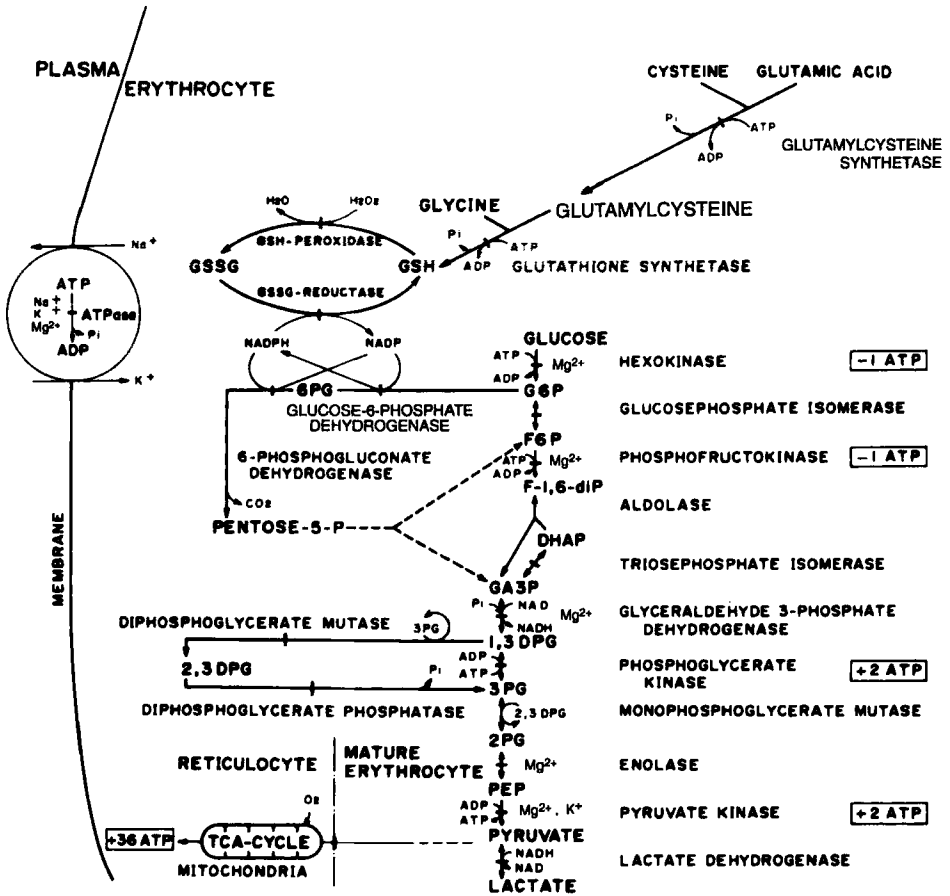 PLASMA
ERYTHROCYTE
CYSTEINE GLUTAMIC ACID
Pi
ATP
ADP
GLUTAMYLCYSTEINE
SYNTHETASE
GLUTAMYLCYSTEINE
GLYCINE
Pi
ATP
ADP
GLUTATHIONE SYNTHETASE
H2O
H2O2
GSH-PEROXIDASE
GSSG
GSH
GSSG-REDUCTASE
NADPH
NADP
Na+
ATP
Na+
K+
Mg2+
ATPase
Pi
ADP
K+
MEMBRANE
GLUCOSE
ATP
Mg2+
ADP
HEXOKINASE
-1 ATP
6PG
G6P
GLUCOSE-6-PHOSPHATE
DEHYDROGENASE
GLUCOSEPHOSPHATE ISOMERASE
F6P
6-PHOSPHOGLUCONATE
DEHYDROGENASE
ATP
Mg2+
ADP
PHOSPHOFRUCTOKINASE
-1 ATP
F-1,6-diP
ALDOLASE
CO2
PENTOSE-5-P
DHAP
TRIOSEPHOSPHATE ISOMERASE
GA3P
Pi
NAD
Mg2+
NADH
GLYCERALDEHYDE 3-PHOSPHATE
DEHYDROGENASE
DIPHOSPHOGLYCERATE MUTASE
3PG
1,3 DPG
2,3 DPG
Pi
ADP
ATP
PHOSPHOGLYCERATE
KINASE
+2 ATP
3PG
DIPHOSPHOGLYCERATE PHOSPHATASE
2,3 DPG
MONOPHOSPHOGLYCERATE MUTASE
2PG
RETICULOCYTE
MATURE
ERYTHROCYTE
Mg2+
ENOLASE
PEP
ADP
Mg2+, K+
ATP
PYRUVATE KINASE
+2 ATP
O2
+36 ATP
TCA-CYCLE
MITOCHONDRIA
PYRUVATE
NADH
NAD
LACTATE DEHYDROGENASE
LACTATE